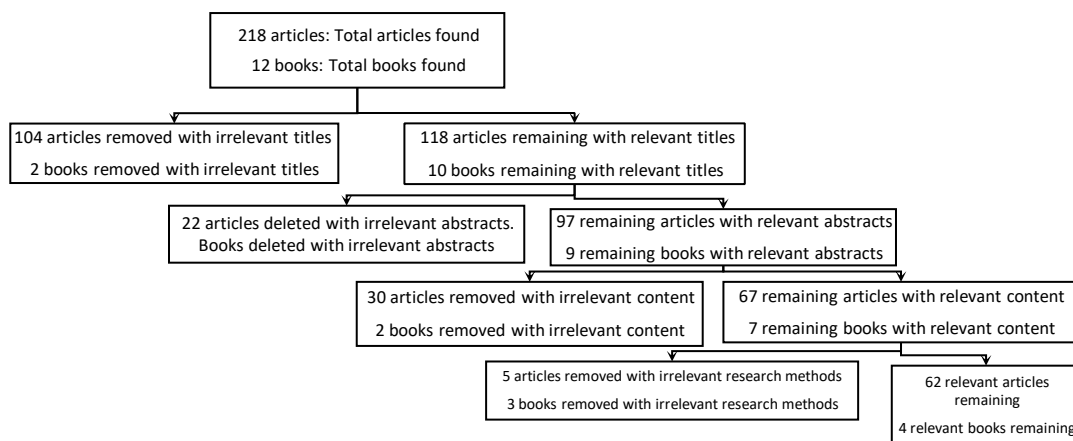 218 articles: Total articles found
12 books: Total books found
104 articles removed with irrelevant titles
2 books removed with irrelevant titles
118 articles remaining with relevant titles
10 books remaining with relevant titles
22 articles deleted with irrelevant abstracts.
Books deleted with irrelevant abstracts
97 remaining articles with relevant abstracts
9 remaining books with relevant abstracts
30 articles removed with irrelevant content
2 books removed with irrelevant content
67 remaining articles with relevant content
7 remaining books with relevant content
5 articles removed with irrelevant research methods
3 books removed with irrelevant research methods
62 relevant articles
remaining
4 relevant books remaining